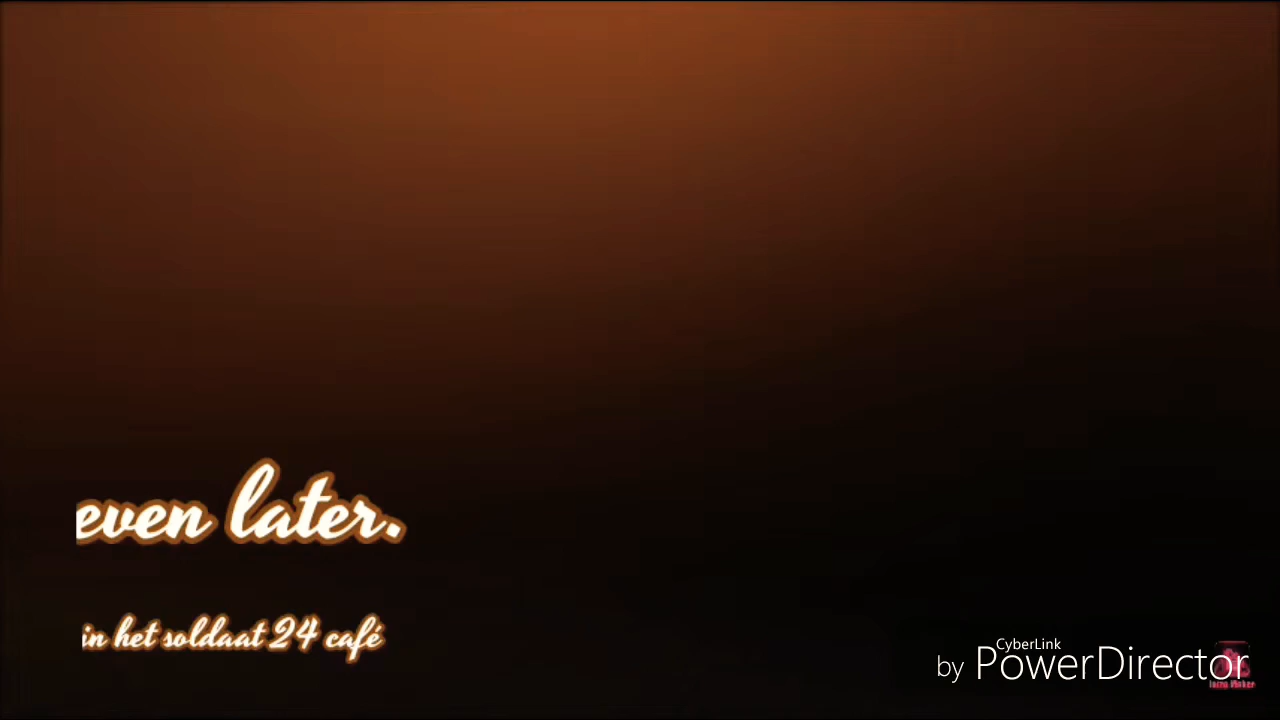 even later.
in het soldaat 24 café
CyberLink
by PowerDirector